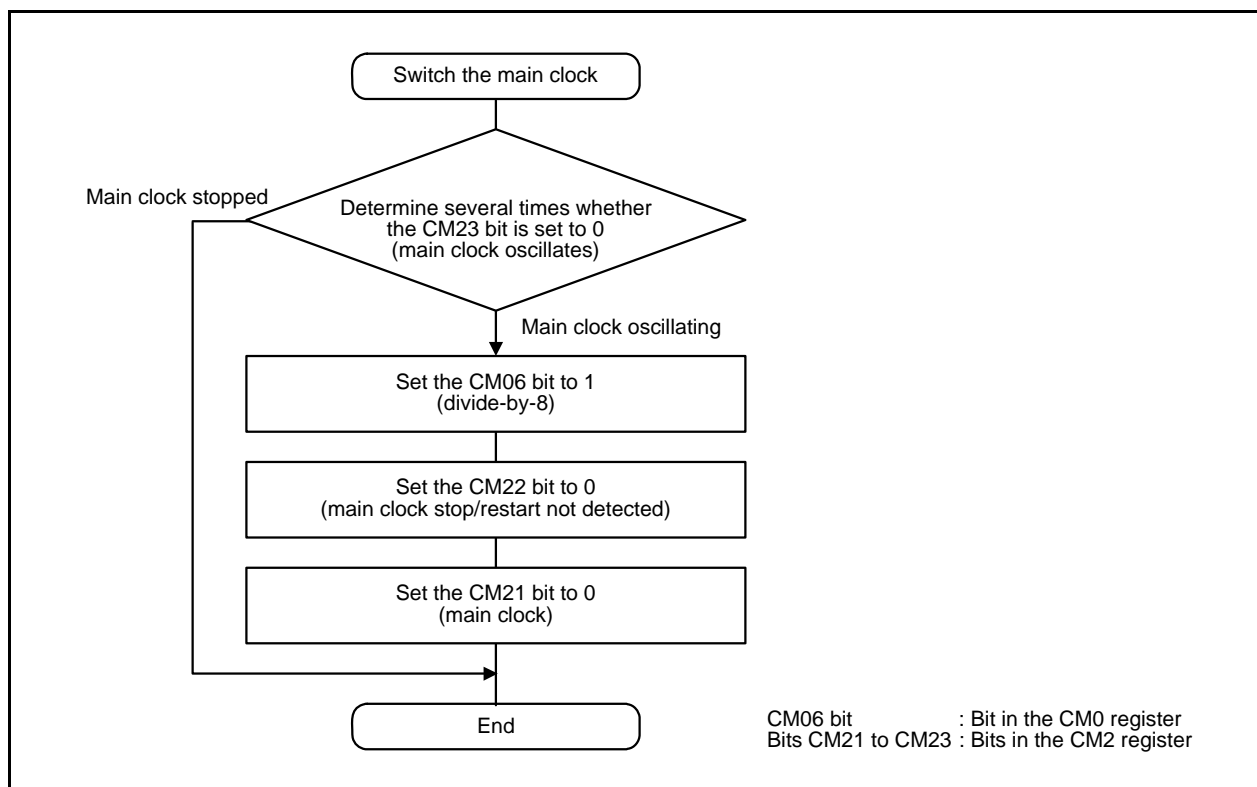 Switch the main clock
Main clock stopped
Determine several times whether
the CM23 bit is set to 0
(main clock oscillates)
Main clock oscillating
Set the CM06 bit to 1
(divide-by-8)
Set the CM22 bit to 0
(main clock stop/restart not detected)
Set the CM21 bit to 0
(main clock)
End
CM06 bit : Bit in the CM0 register
Bits CM21 to CM23 : Bits in the CM2 register